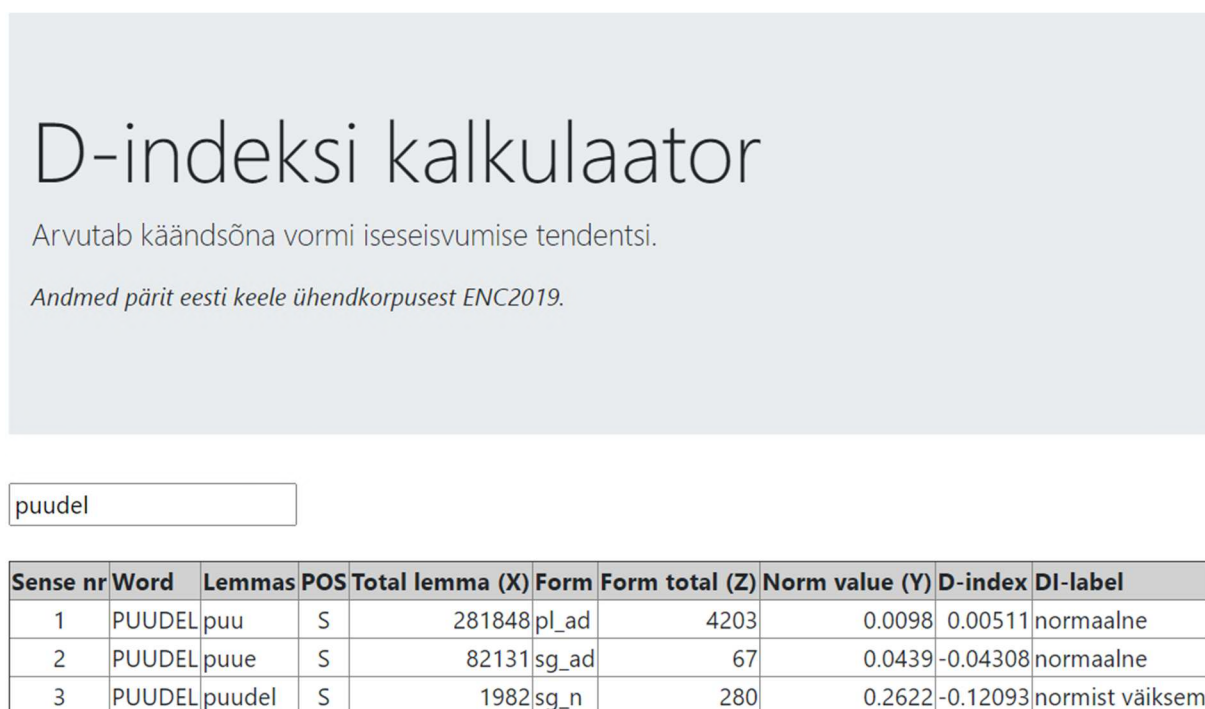 D-indeksi kalkulaator
Arvutab käändsõna vormi iseseisvumise tendentsi.
Andmed pärit eesti keele ühendkorpusest ENC2019.
puudel
Sense nr Word Lemmas POS Total lemma (X) Form Form total (Z) Norm value (Y) D-index DI-label
1 PUUDEL puu S 281848 pl_ad 4203 0.0098 0.00511 normaalne
2 PUUDEL puue S 82131 sg_ad 67 0.0439 -0.04308 normaalne
3 PUUDEL puudel S 1982 sg_n 280 0.2622 -0.12093 normist väiksem